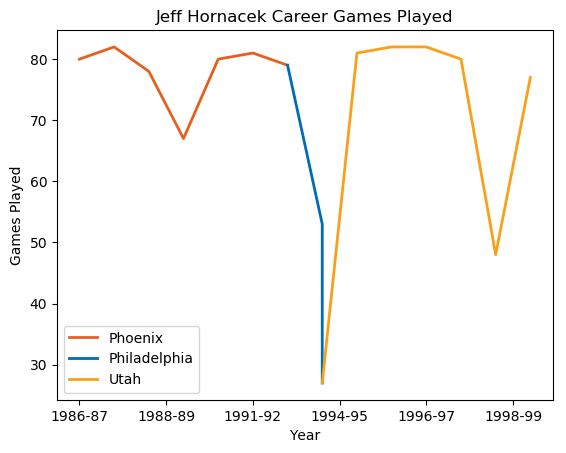 Jeff Hornacek Career Games Played
Games Played
80
70
60
50
40
30
Phoenix
Philadelphia
Utah
1986-87 1988-89 1991-92 1994-95 1996-97 1998-99
Year